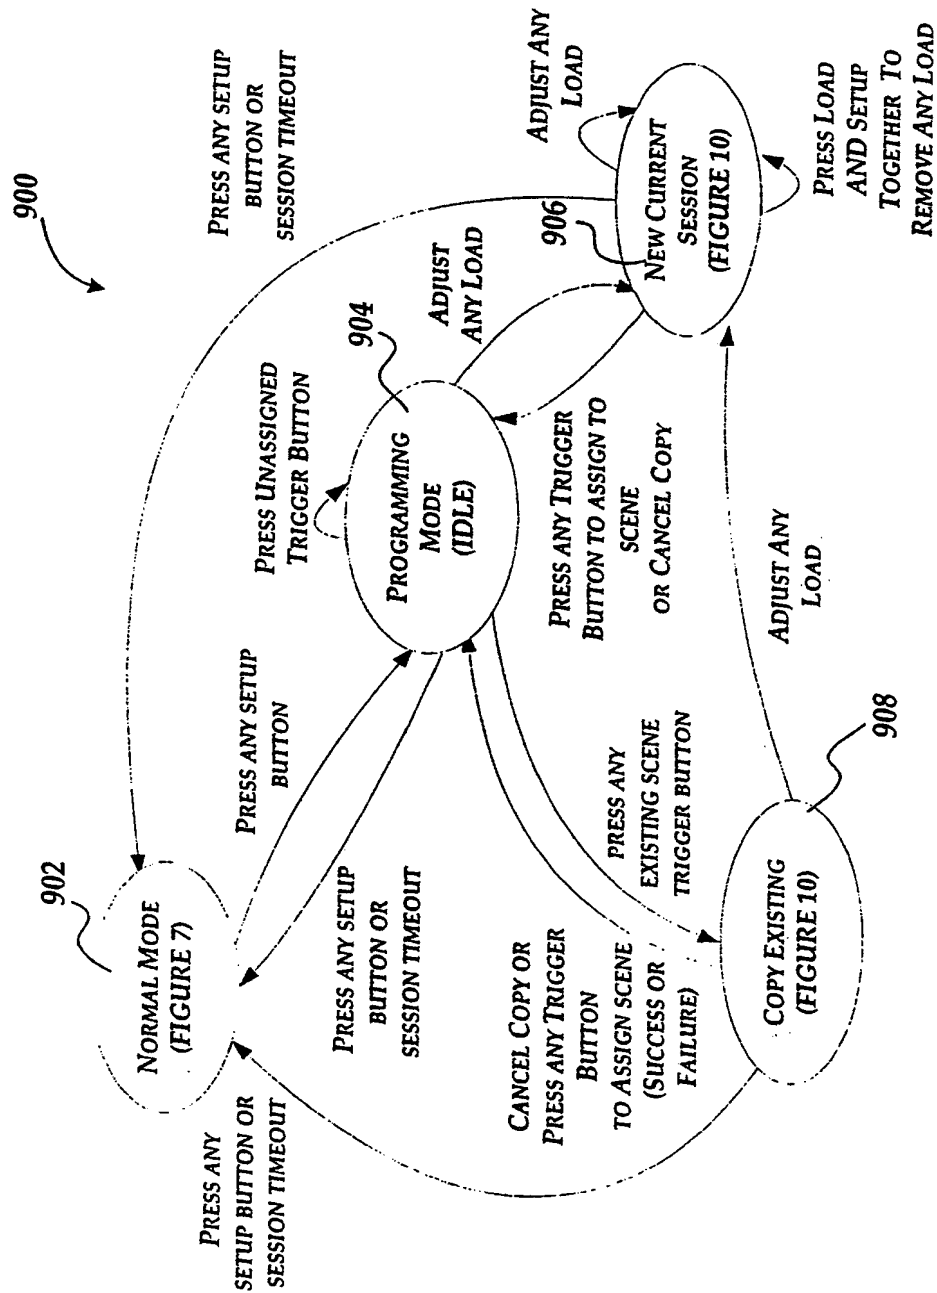 900
PRESS ANY SETUP
BUTTON OR
SESSION TIMEOUT
902
NORMAL MODE
(FIGURE 7)
PRESS ANY SETUP
BUTTON
PRESS UNASSIGNED
TRIGGER BUTTON
904
PROGRAMMING
MODE
(IDLE)
ADJUST
ANY LOAD
906
NEW CURRENT
SESSION
(FIGURE 10)
ADJUST ANY
LOAD
PRESS LOAD
AND SETUP
TOGETHER TO
REMOVE ANY LOAD
PRESS ANY
SETUP BUTTON OR
SESSION TIMEOUT
PRESS ANY SETUP
BUTTON OR
SESSION TIMEOUT
CANCEL COPY OR
PRESS ANY TRIGGER
BUTTON
TO ASSIGN SCENE
(SUCCESS OR
FAILURE)
PRESS ANY
EXISTING SCENE
TRIGGER BUTTON
PRESS ANY TRIGGER
BUTTON TO ASSIGN TO
SCENE
OR CANCEL COPY
COPY EXISTING
(FIGURE 10)
908
ADJUST ANY
LOAD